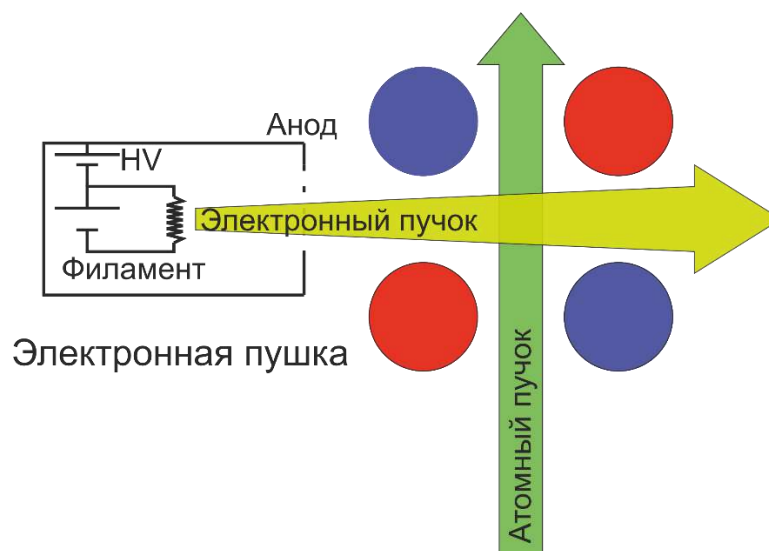 Анод
HV
Электронный пучок
Филамент
Электронная пушка
Атомный пучок